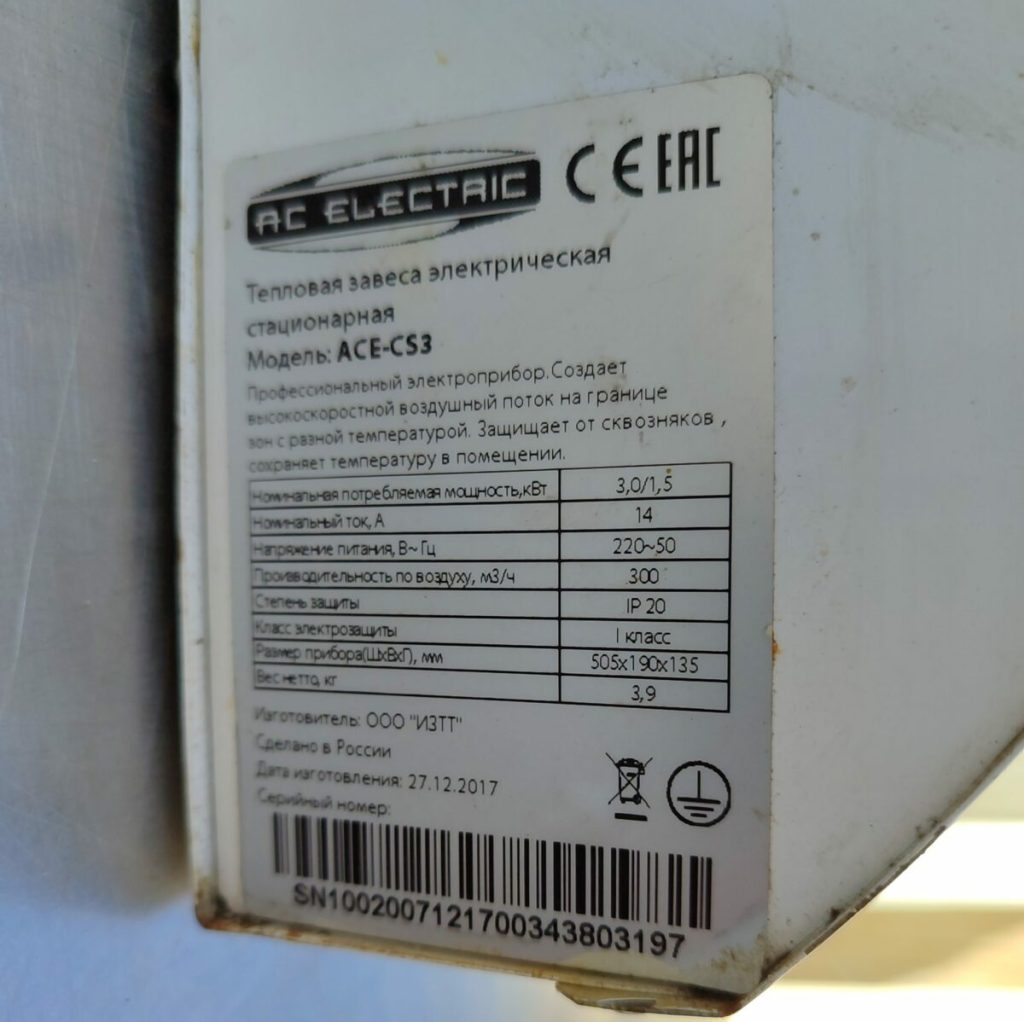 AC ELECTRIC CE EAC
Тепловая завеса электрическая
стационарная
Модель: ACE-CS3
Профессиональный электроприбор.Создает
высокоскоростной воздушный поток на границе
зон с разной температурой. Защищает от сквозняков ,
сохраняет температуру в помещении.
Номинальная потребляемая мощность,кВт 3,0/1,5
Номинальный ток, А 14
Напряжение питания, В~ Гц 220~50
Производительность по воздуху, м3/ч 300
Степень защиты IP 20
Класс электрозащиты I класс
Размер прибора(ШхВхГ), мм 505х190х135
Вес нетто, кг 3,9
Изготовитель: ООО "ИЗТТ"
Сделано в России
Дата изготовления: 27.12.2017
Серийный номер:
SN1002007121700343803197